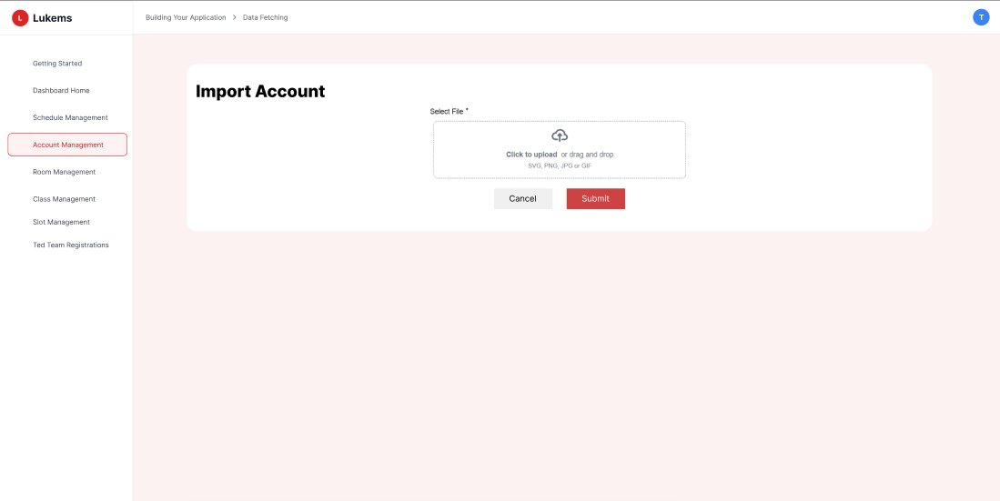 L Lukems
Building Your Application > Data Fetching
T
Getting Started
Dashboard Home
Schedule Management
Account Management
Room Management
Class Management
Slot Management
Ted Team Registrations
Import Account
Select File *
Click to upload or drag and drop
SVG, PNG, JPG or GIF
Cancel Submit